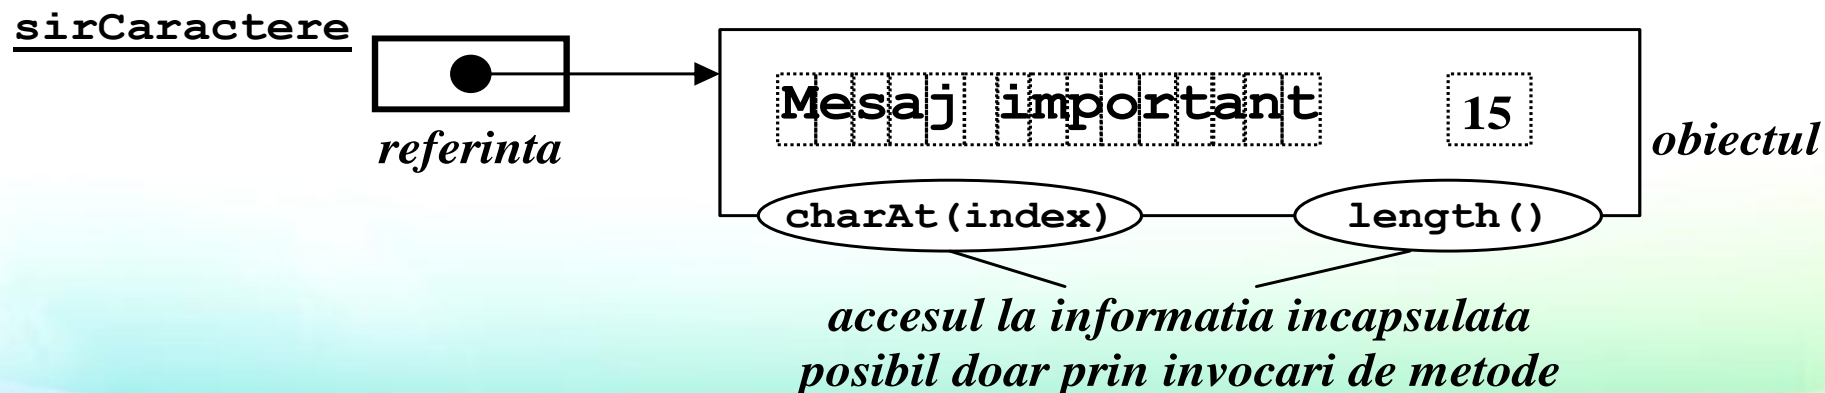 sirCaractere
referinta
Mesaj important
15
obiectul
charAt(index)
length()
accesul la informatia incapsulata
posibil doar prin invocari de metode